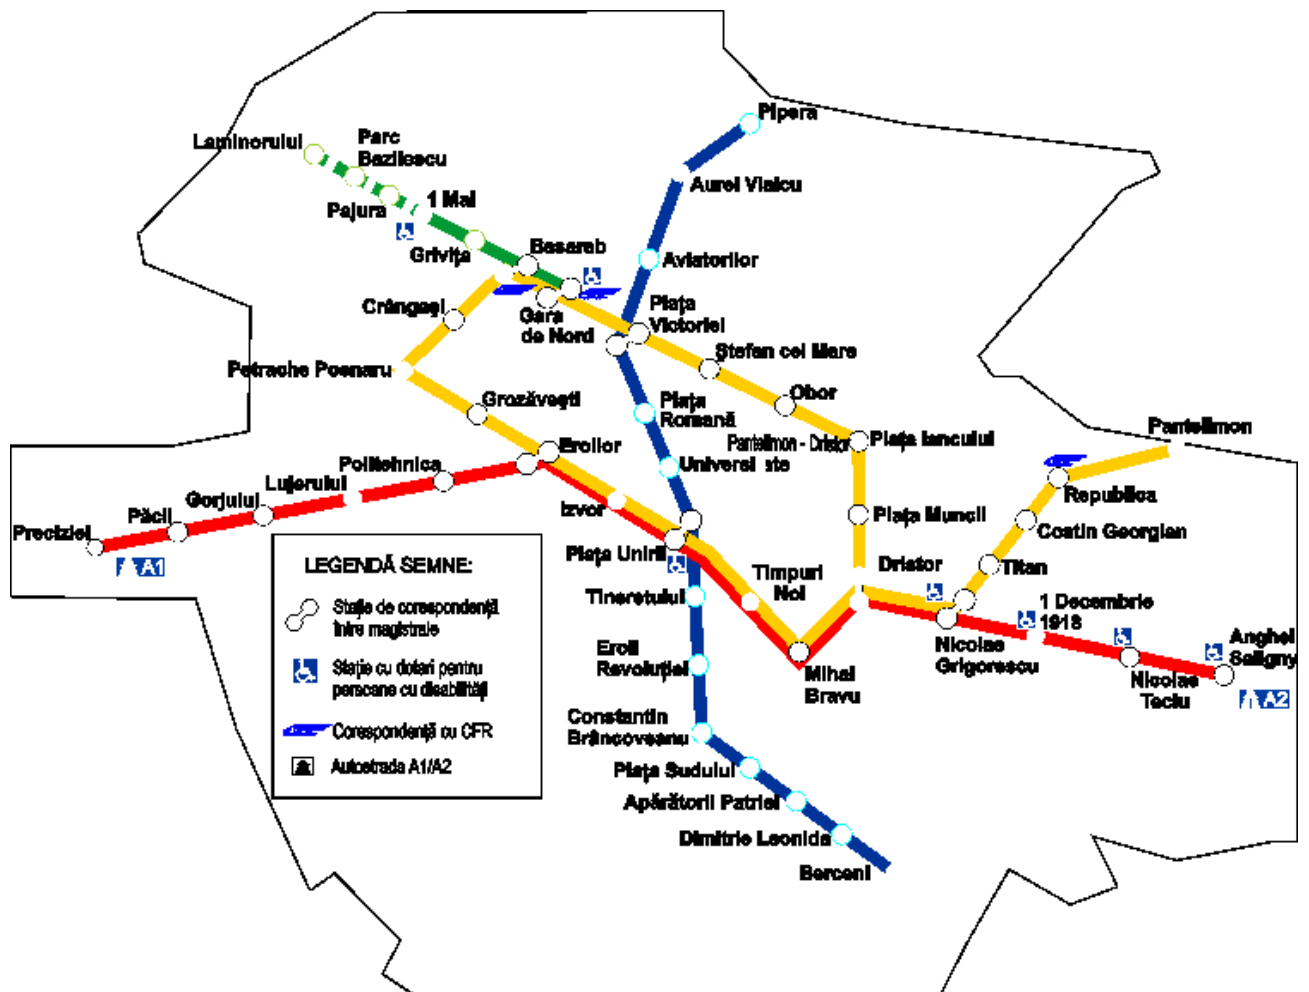 Pipera
Laminorului
Parc
Bazilescu
Aurel Vlaicu
1 Mai
Pajura
Grivița
Basarab
Aviatorilor
Crângași
Gara
de Nord
Piața
Victoriei
Ștefan cel Mare
Petrache Poenaru
Grozăvești
Obor
Piața
Romană
Pantelimon - Dristor
Piața Iancului
Pantelimon
Eroilor
Politehnica
Universi ate
Lujerului
Gorjului
Republica
Păcii
Preciziei
Izvor
Piața Muncii
Costin Georgian
Piața Unirii
A1
Timpuri
Noi
Dristor
Titan
Tineretului
1 Decembrie
1918
Nicolae
Grigorescu
Anghel
Saligny
Eroii
Revoluției
Mihai
Bravu
Nicolae
Teclu
A2
Constantin
Brâncoveanu
Piața Sudului
Apărătorii Patriei
Dimitrie Leonida
Berceni
LEGENDĂ SEMNE:
Stație de corespondență
între magistrale
Stație cu dotari pentru
persoane cu disabilități
Corespondență cu CFR
Autostrada A1/A2